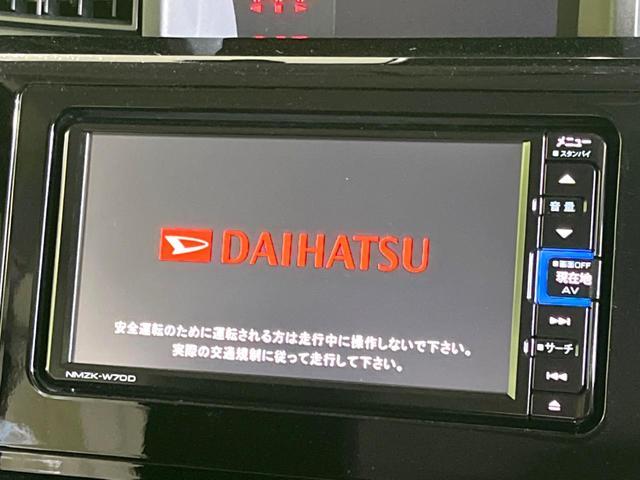 メニュー
■スタンバイ
DAIHATSU
音量
■画面OFF
現在地
AV
安全運転のために運転される方は走行中に操作しないで下さい。
実際の交通規制に従って走行して下さい。
■サーチ
NMZK-W70D